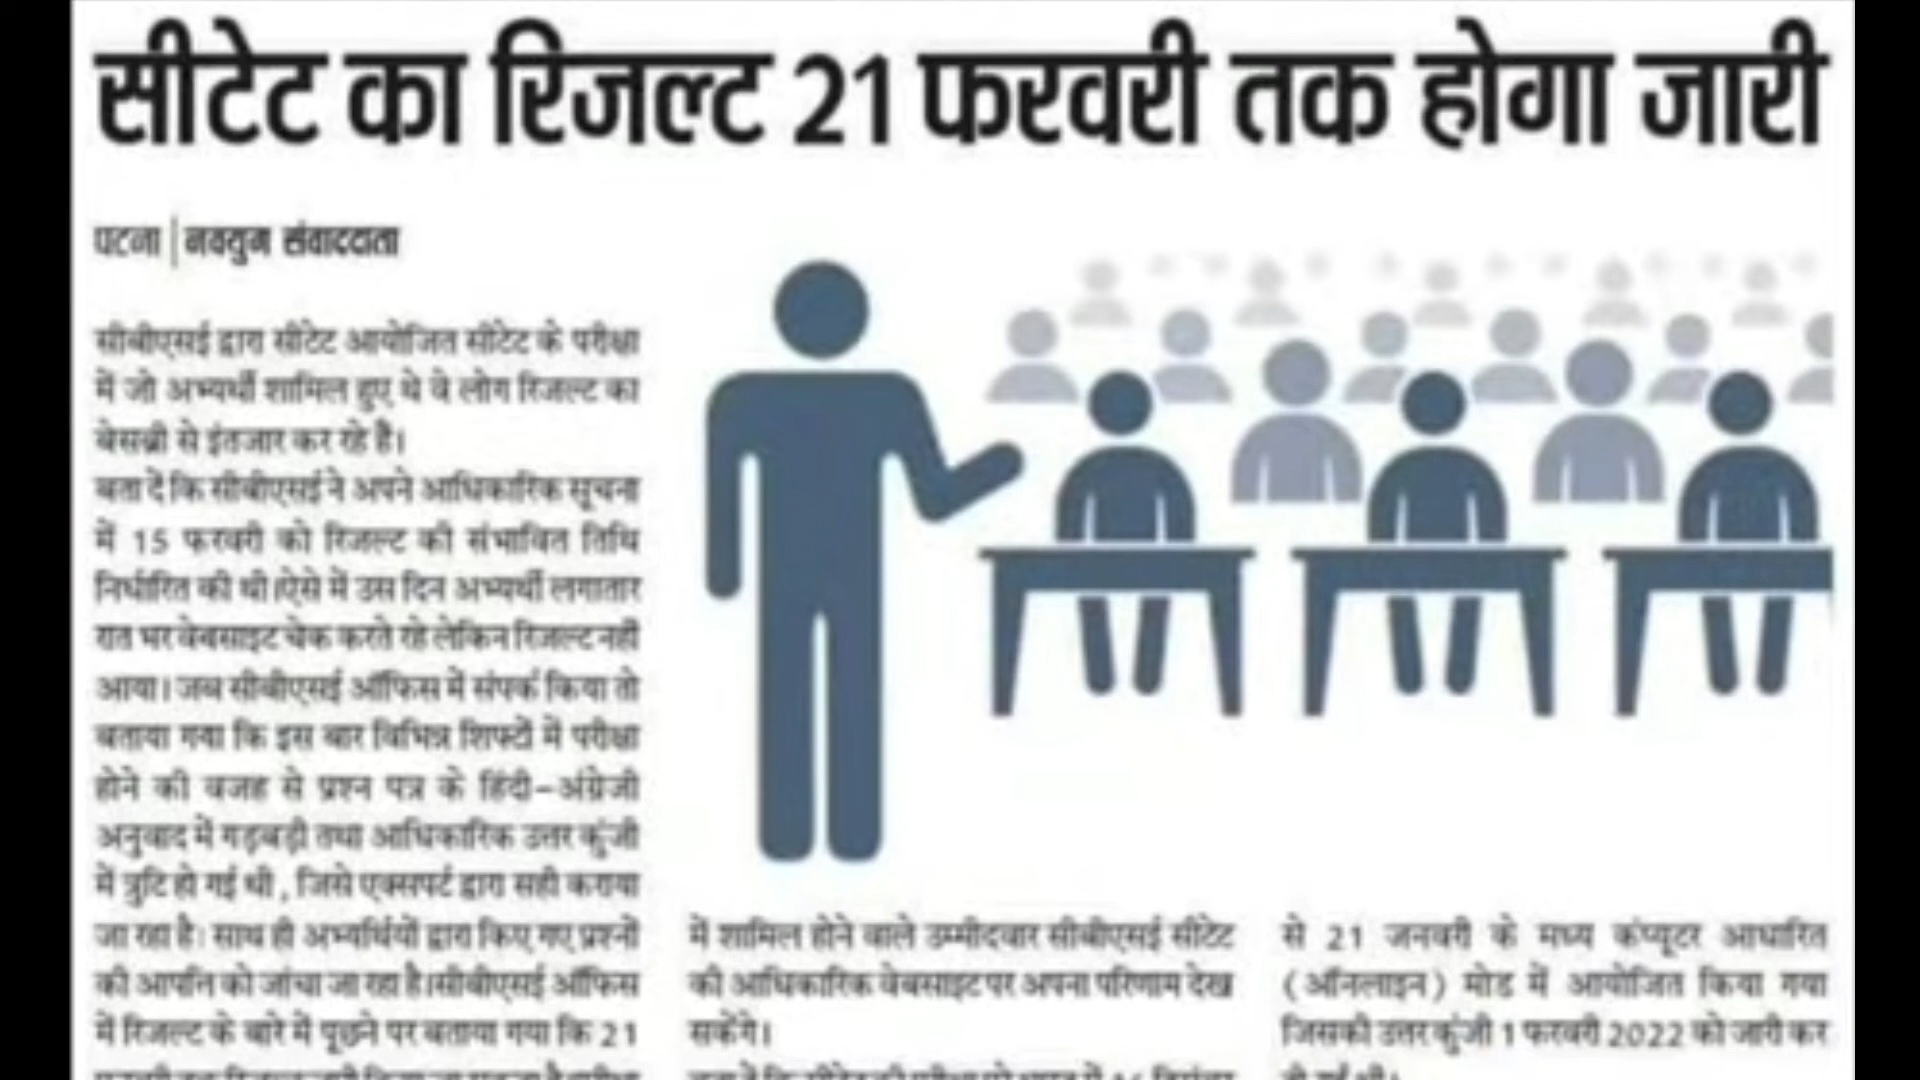 सीटेट का रिजल्ट 21 फरवरी तक होगा जारी
पटना | नवयुग संवाददाता
सीबीएसई द्वारा सीटेट आयोजित सीटेट के परीक्षा
में जो अभ्यर्थी शामिल हुए थे वे लोग रिजल्ट का
बेसब्री से इंतजार कर रहे हैं।
बता दें कि सीबीएसई ने अपने आधिकारिक सूचना
में 15 फरवरी को रिजल्ट की संभावित तिथि
निर्धारित की थी।ऐसे में उस दिन अभ्यर्थी लगातार
रात भर वेबसाइट चेक करते रहे लेकिन रिजल्ट नही
आया। जब सीबीएसई ऑफिस में संपर्क किया तो
बताया गया कि इस बार विभिन्न शिफ्टों में परीक्षा
होने की वजह से प्रश्न पत्र के हिंदी-अंग्रेजी
अनुवाद में गड़बड़ी तथा आधिकारिक उत्तर कुंजी
में त्रुटि हो गई थी , जिसे एक्सपर्ट द्वारा सही कराया
जा रहा है। साथ ही अभ्यर्थियों द्वारा किए गए प्रश्नों
की आपत्ति को जांचा जा रहा है।सीबीएसई ऑफिस
में रिजल्ट के बारे में पूछने पर बताया गया कि 21
में शामिल होने वाले उम्मीदवार सीबीएसई सीटेट
की आधिकारिक वेबसाइट पर अपना परिणाम देख
सकेंगे।
से 21 जनवरी के मध्य कंप्यूटर आधारित
(ऑनलाइन) मोड में आयोजित किया गया
जिसकी उत्तर कुंजी 1 फरवरी 2022 को जारी कर